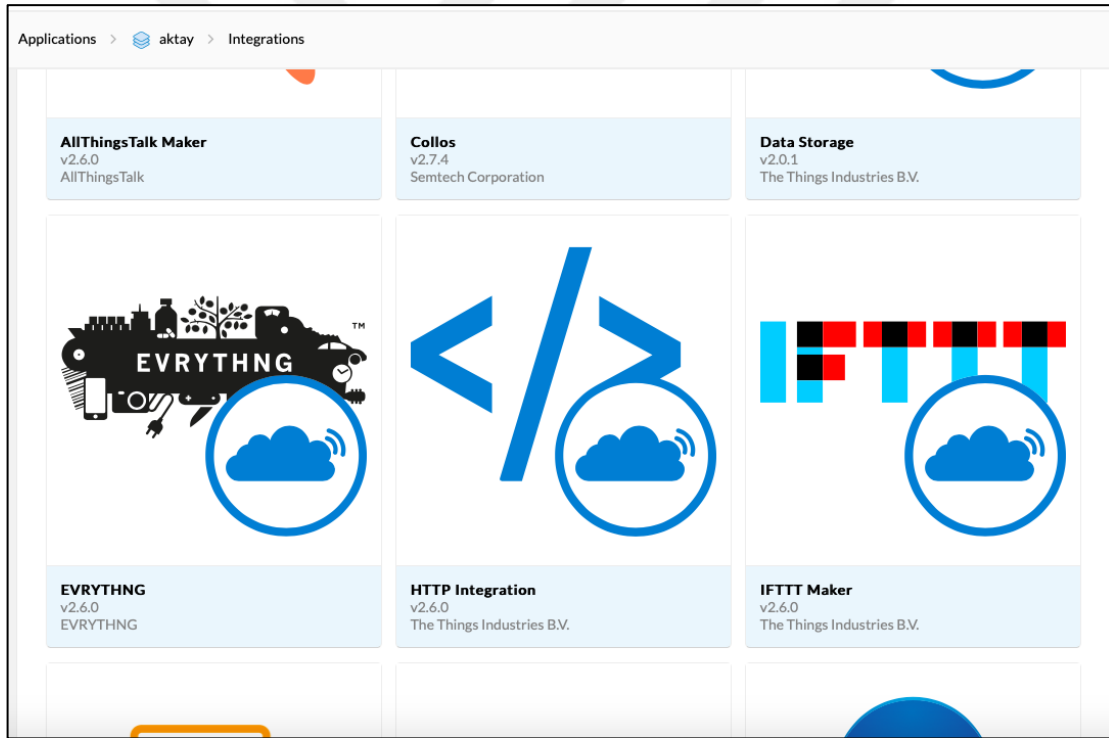 Applications > aktay > Integrations
AllThingsTalk Maker
v2.6.0
AllThingsTalk
Collos
v2.7.4
Semtech Corporation
Data Storage
v2.0.1
The Things Industries B.V.
EVRYTHNG
TM
IFTTT
EVRYTHNG
v2.6.0
EVRYTHNG
HTTP Integration
v2.6.0
The Things Industries B.V.
IFTTT Maker
v2.6.0
The Things Industries B.V.